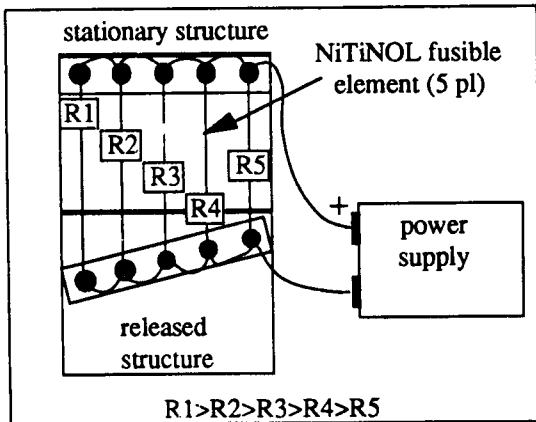 stationary structure
NiTiNOL fusible
element (5 pl)
R1
R2
R3
R4
R5
+
power
supply
released
structure
R1>R2>R3>R4>R5